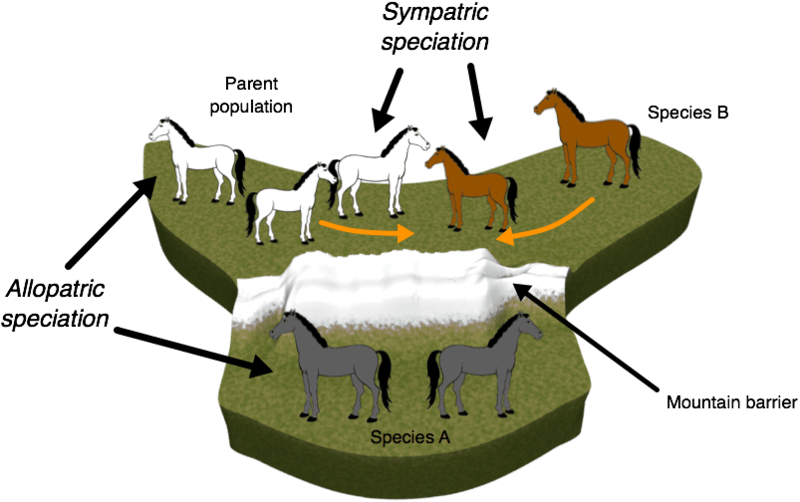 Sympatric
speciation
Parent
population
Species B
Allopatric
speciation
Mountain barrier
Species A